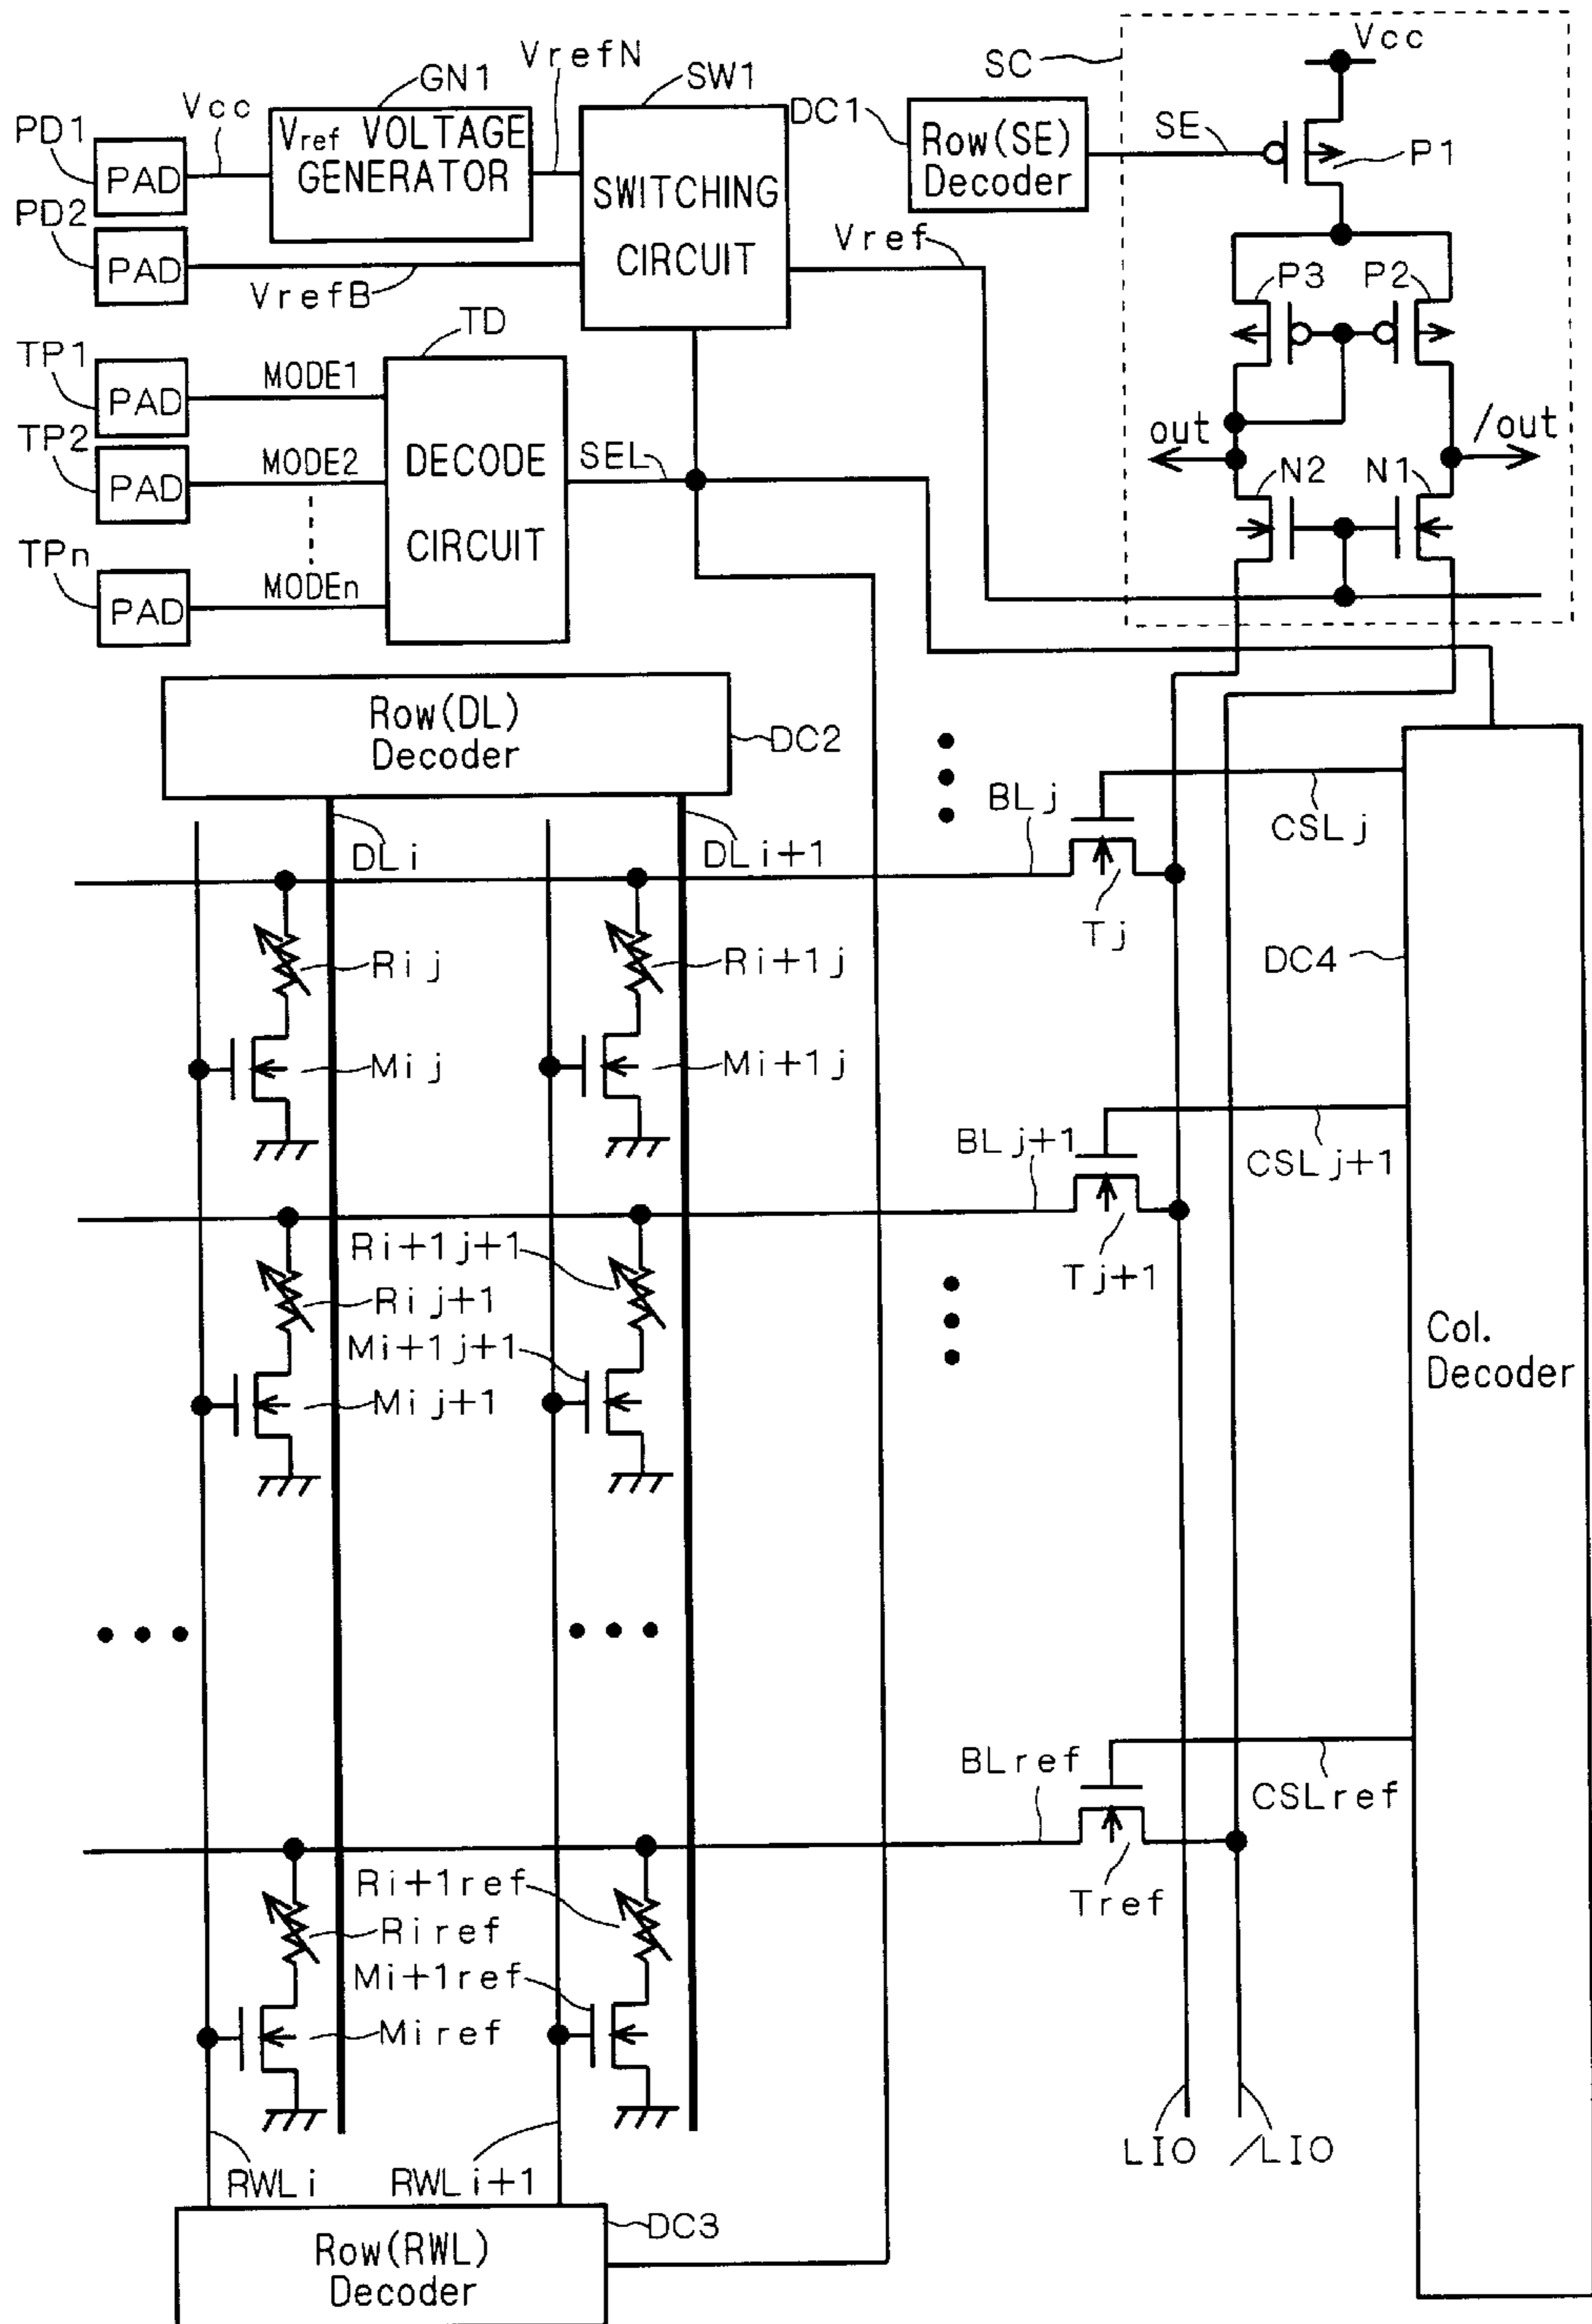 SC
Vcc
VrefN
GN1
SW1
Vcc
DC1
PD1
PAD
Vref VOLTAGE
GENERATOR
SWITCHING
CIRCUIT
Row(SE)
Decoder
SE
P1
PD2
PAD
VrefB
Vref
P3
P2
TD
TP1
PAD
MODE1
TP2
PAD
MODE2
DECODE
CIRCUIT
SEL
out
/out
N2
N1
TPn
PAD
MODEn
Row(DL)
Decoder
DC2
DLi
DLi+1
BLj
CSLj
Tj
Rij
Ri+1j
DC4
Mij
Mi+1j
BLj+1
CSLj+1
Ri+1j+1
Tj+1
Rij+1
Mi+1j+1
Mij+1
Col.
Decoder
BLref
CSLref
Ri+1ref
Riref
Tref
Mi+1ref
Miref
LIO
/LIO
RWLi
RWLi+1
DC3
Row(RWL)
Decoder